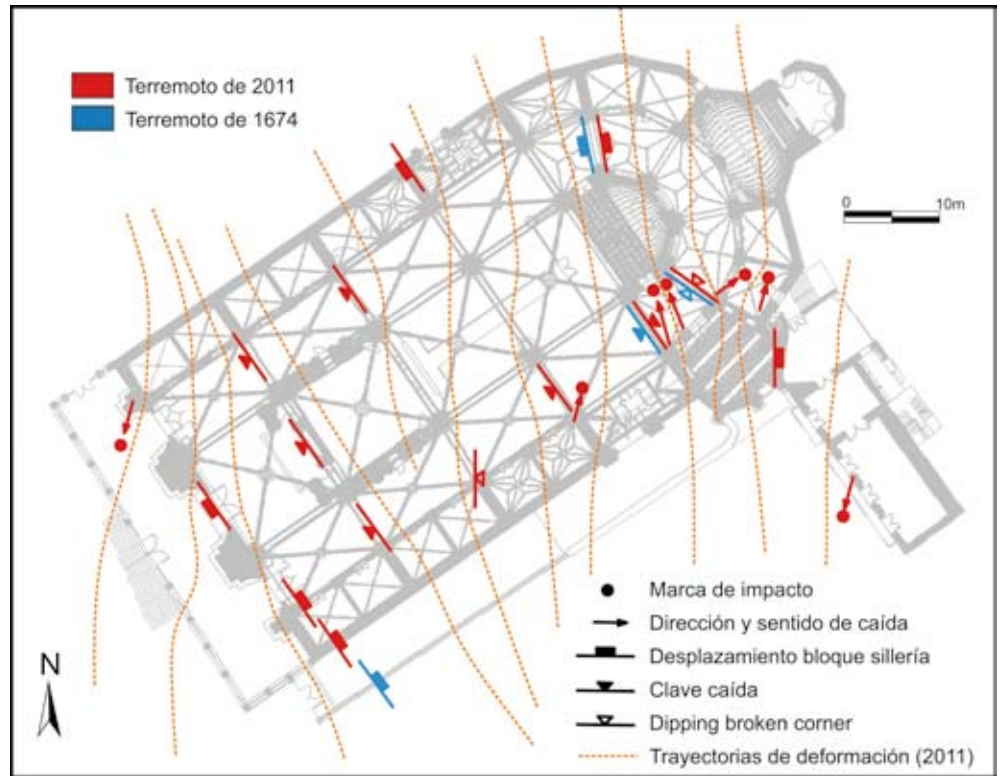 Terremoto de 2011
Terremoto de 1674
0 10m
N
Marca de impacto
Dirección y sentido de caída
Desplazamiento bloque sillería
Clave caída
Dipping broken corner
Trayectorias de deformación (2011)